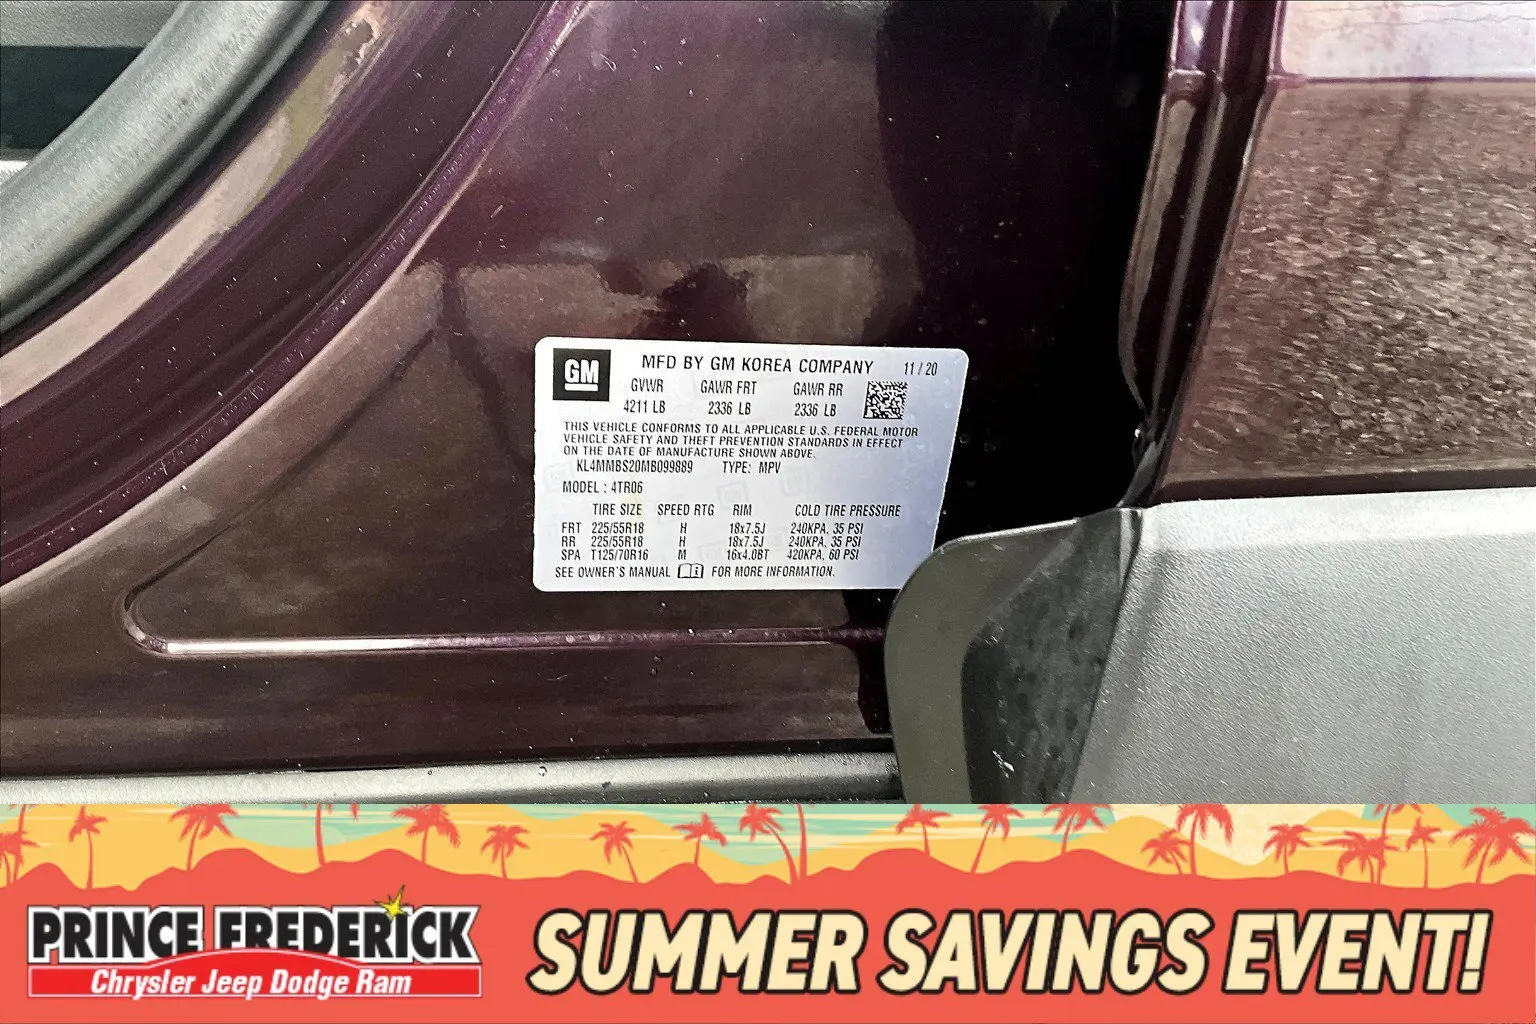 GM
MFD BY GM KOREA COMPANY 11/20
GVWR GAWR FRT GAWR RR
4211 LB 2336 LB 2336 LB
THIS VEHICLE CONFORMS TO ALL APPLICABLE U.S. FEDERAL MOTOR
VEHICLE SAFETY AND THEFT PREVENTION STANDARDS IN EFFECT
ON THE DATE OF MANUFACTURE SHOWN ABOVE.
KL4MMBS20MB099889 TYPE: MPV
MODEL : 4TR06
TIRE SIZE SPEED RTG RIM COLD TIRE PRESSURE
FRT 225/55R18 H 18x7.5J 240KPA, 35 PSI
RR 225/55R18 H 18x7.5J 240KPA, 35 PSI
SPA T125/70R16 M 16x4.0BT 420KPA, 60 PSI
SEE OWNER'S MANUAL FOR MORE INFORMATION.
PRINCE FREDERICK
Chrysler Jeep Dodge Ram
SUMMER SAVINGS EVENT!